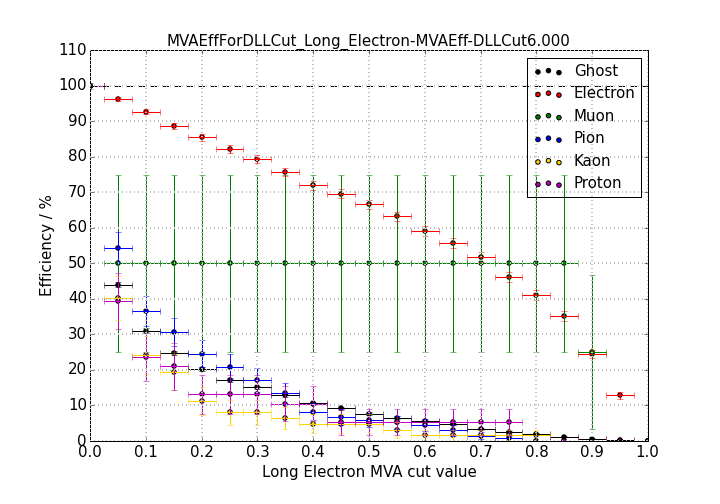 MVAEffForDLLCut_Long_Electron-MVAEff-DLLCut6.000
110
100
90
80
70
60
50
40
30
20
10
0
Efficiency / %
Ghost
Electron
Muon
Pion
Kaon
Proton
0.0 0.1 0.2 0.3 0.4 0.5 0.6 0.7 0.8 0.9 1.0
Long Electron MVA cut value